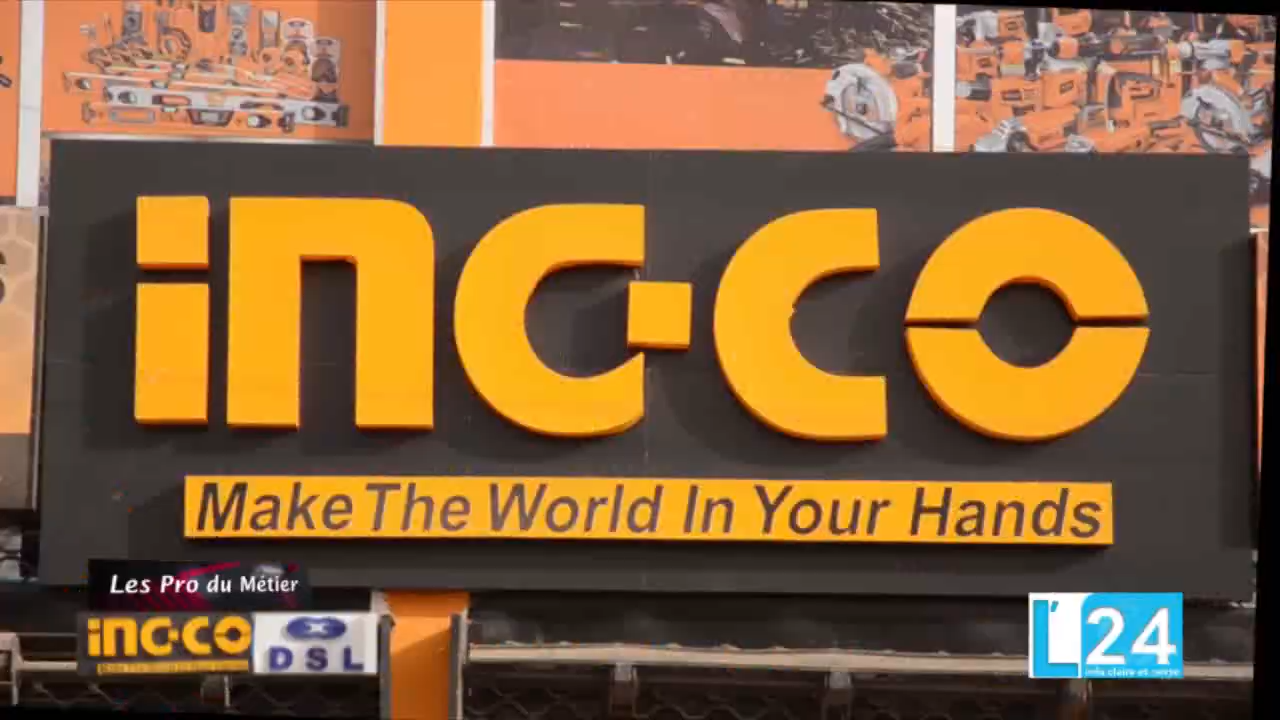 INGCO
Make The World In Your Hands
Les Pro du Métier
INGCO
DSL
L'24